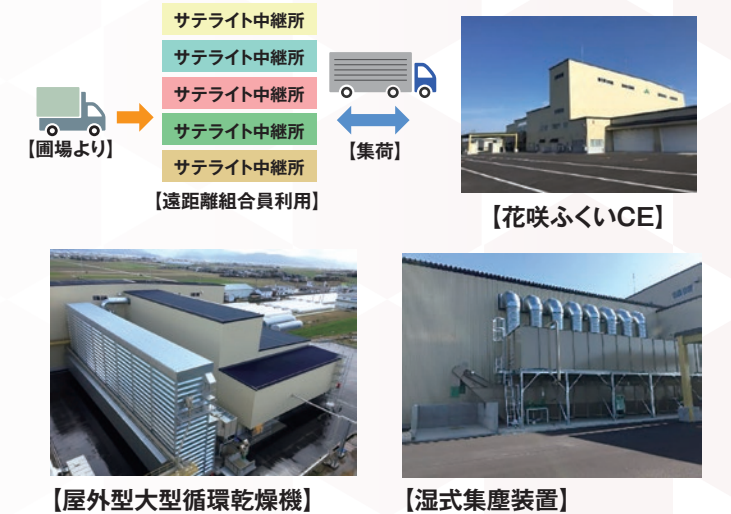 サテライト中継所
サテライト中継所
サテライト中継所
サテライト中継所
サテライト中継所
【圃場より】
【遠距離組合員利用】
【集荷】
【花咲ふくいCE】
【屋外型大型循環乾燥機】
【湿式集塵装置】